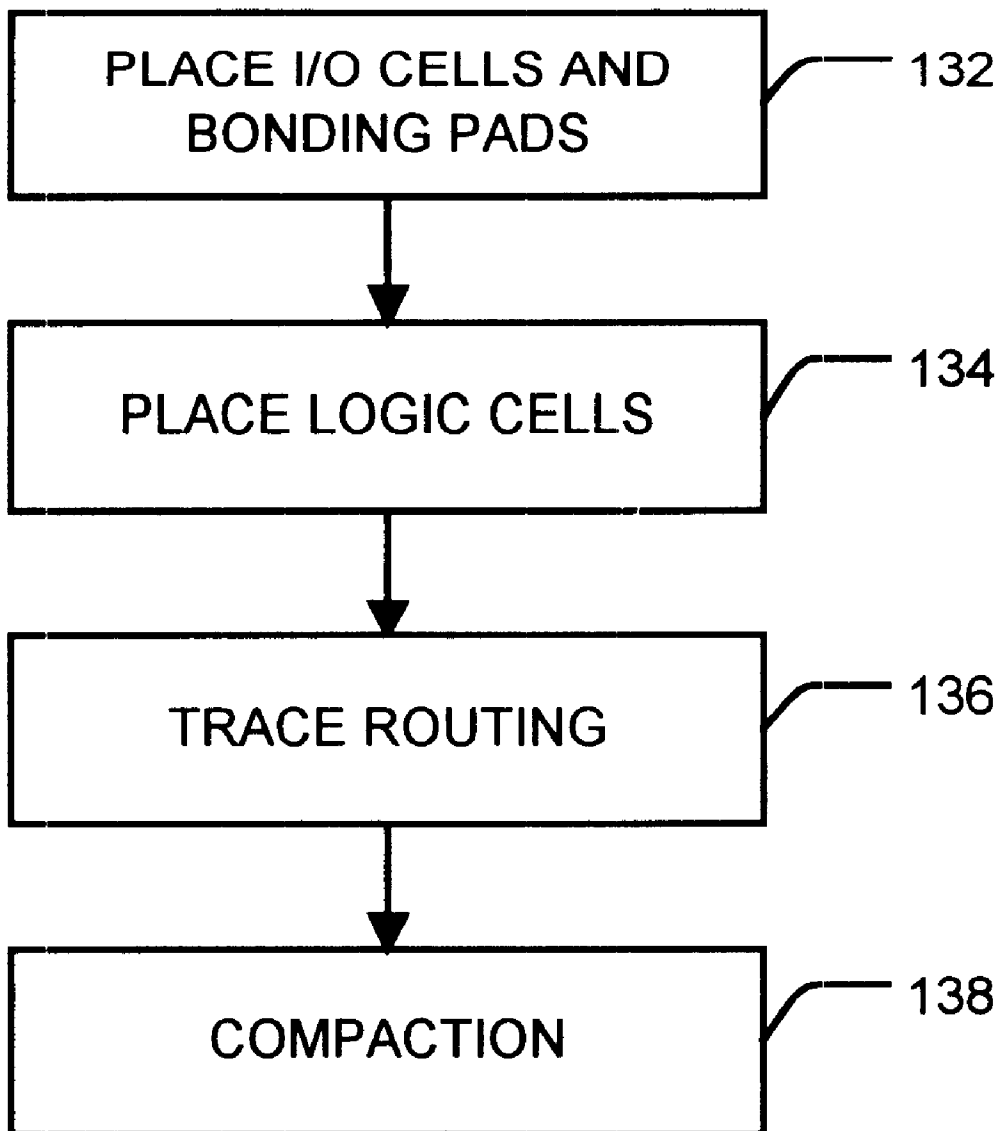 PLACE I/O CELLS AND
BONDING PADS
132
PLACE LOGIC CELLS
134
TRACE ROUTING
136
COMPACTION
138